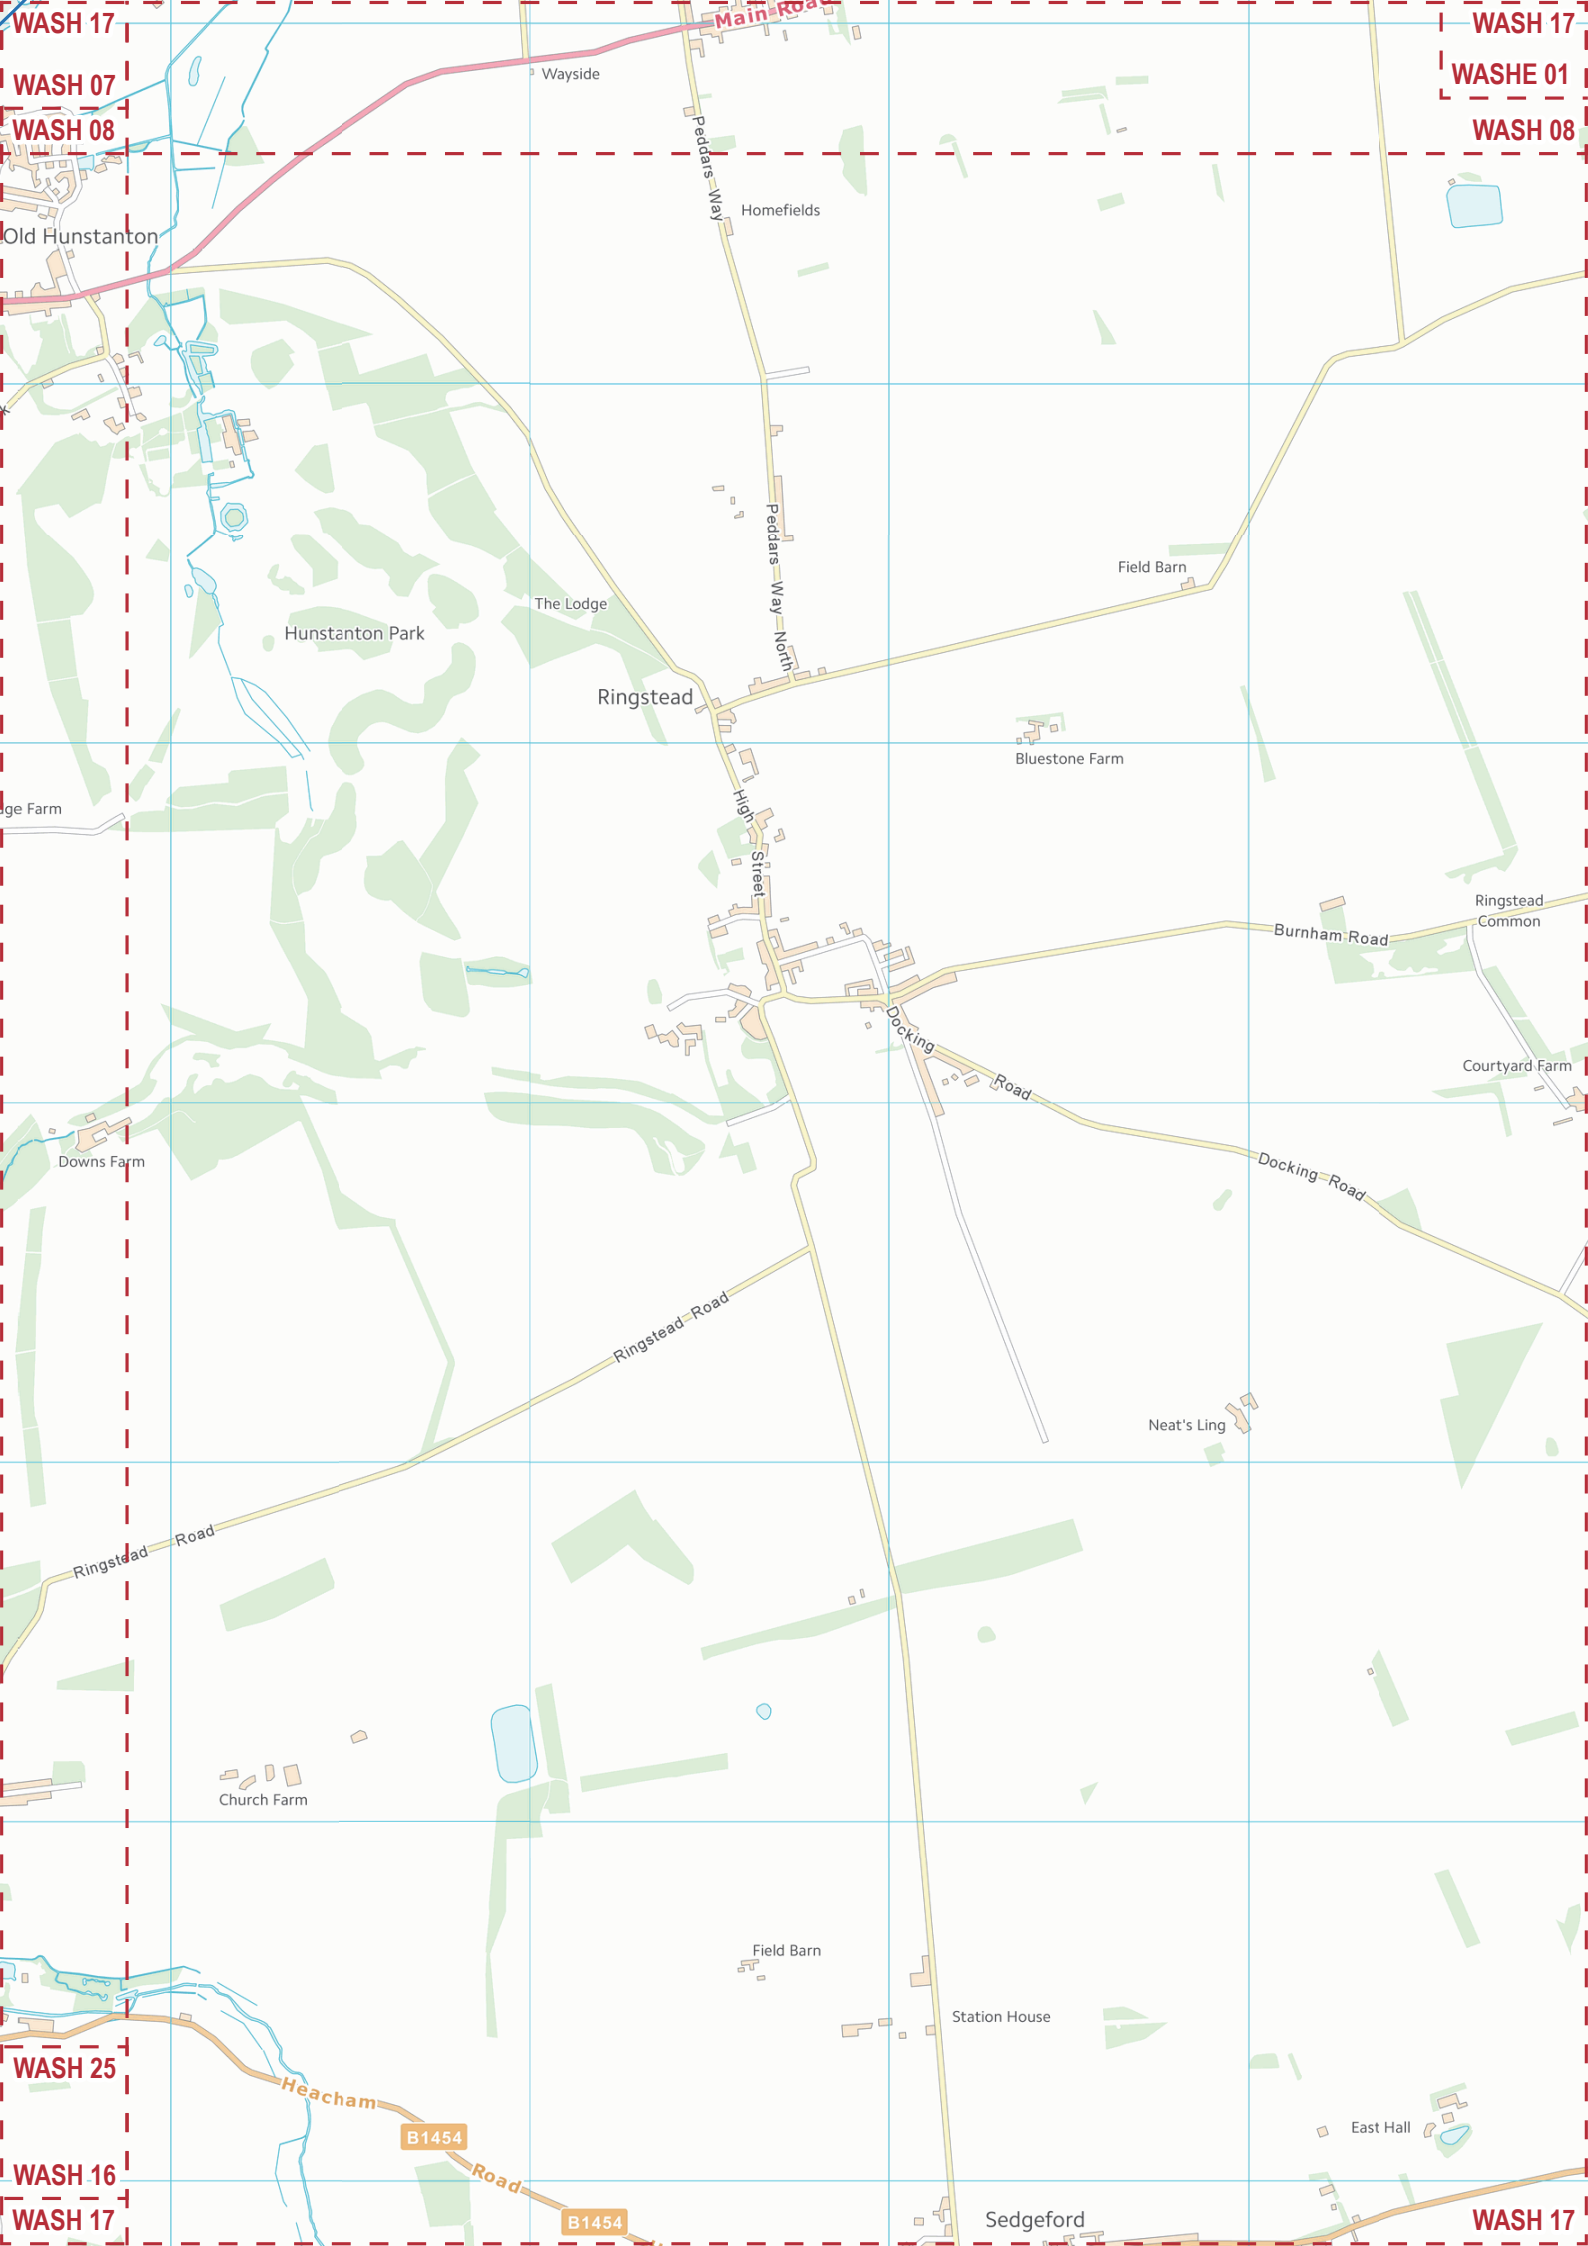 WASH 17
Main Road
WASH 17
WASH 07
Wayside
WASHE 01
WASH 08
WASH 08
Peddars Way
Homefields
Old Hunstanton
Peddars Way North
Field Barn
The Lodge
Hunstanton Park
Ringstead
Bluestone Farm
ge Farm
High Street
Ringstead
Common
Burnham Road
Docking Road
Courtyard Farm
Downs Farm
Docking Road
Ringstead Road
Neat's Ling
Ringstead Road
Church Farm
Field Barn
Station House
WASH 25
Heacham Road
B1454
East Hall
WASH 16
WASH 17
B1454
Sedgeford
WASH 17